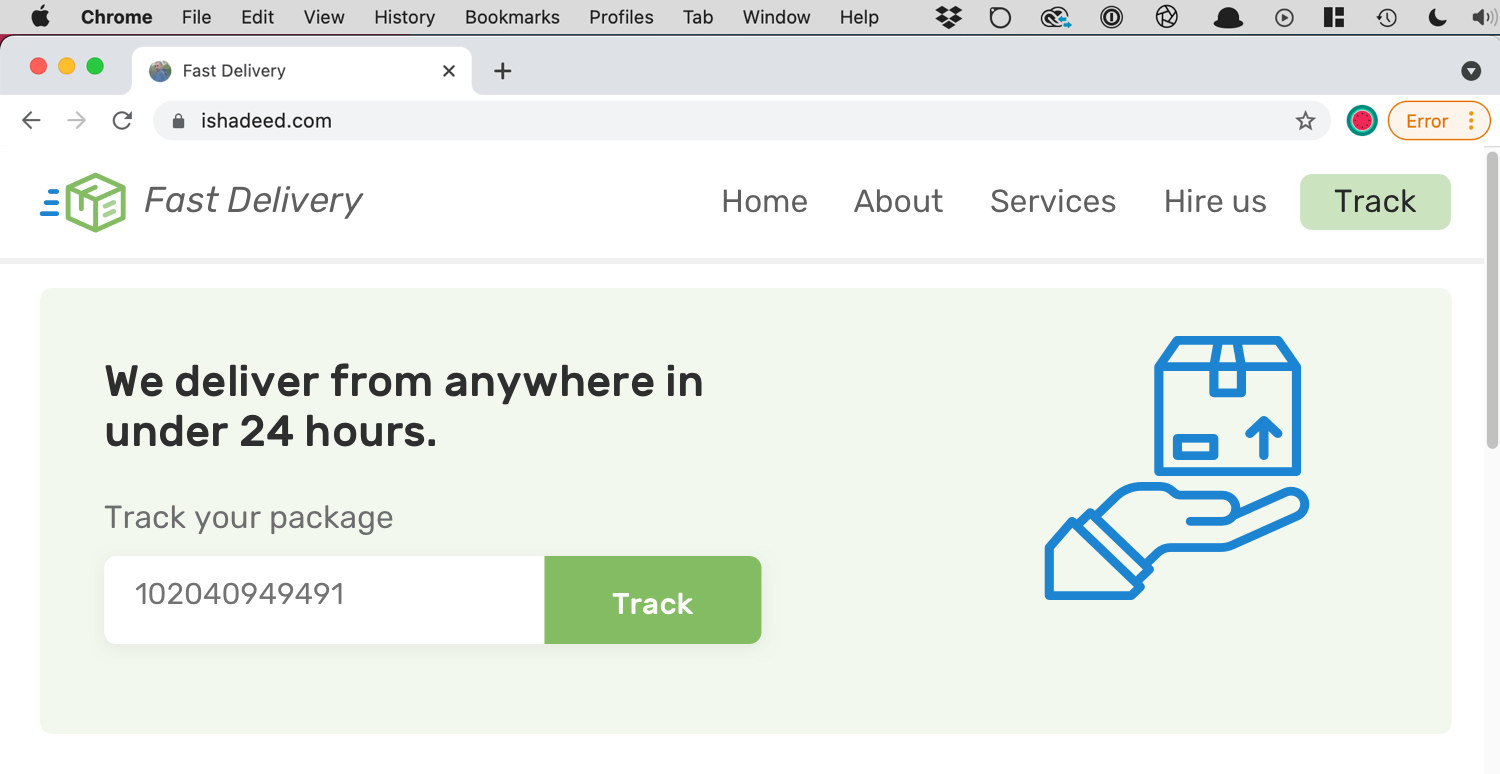 Chrome File Edit View History Bookmarks Profiles Tab Window Help
Fast Delivery
ishadeed.com
Error
Fast Delivery
Home About Services Hire us Track
We deliver from anywhere in
under 24 hours.
Track your package
102040949491
Track